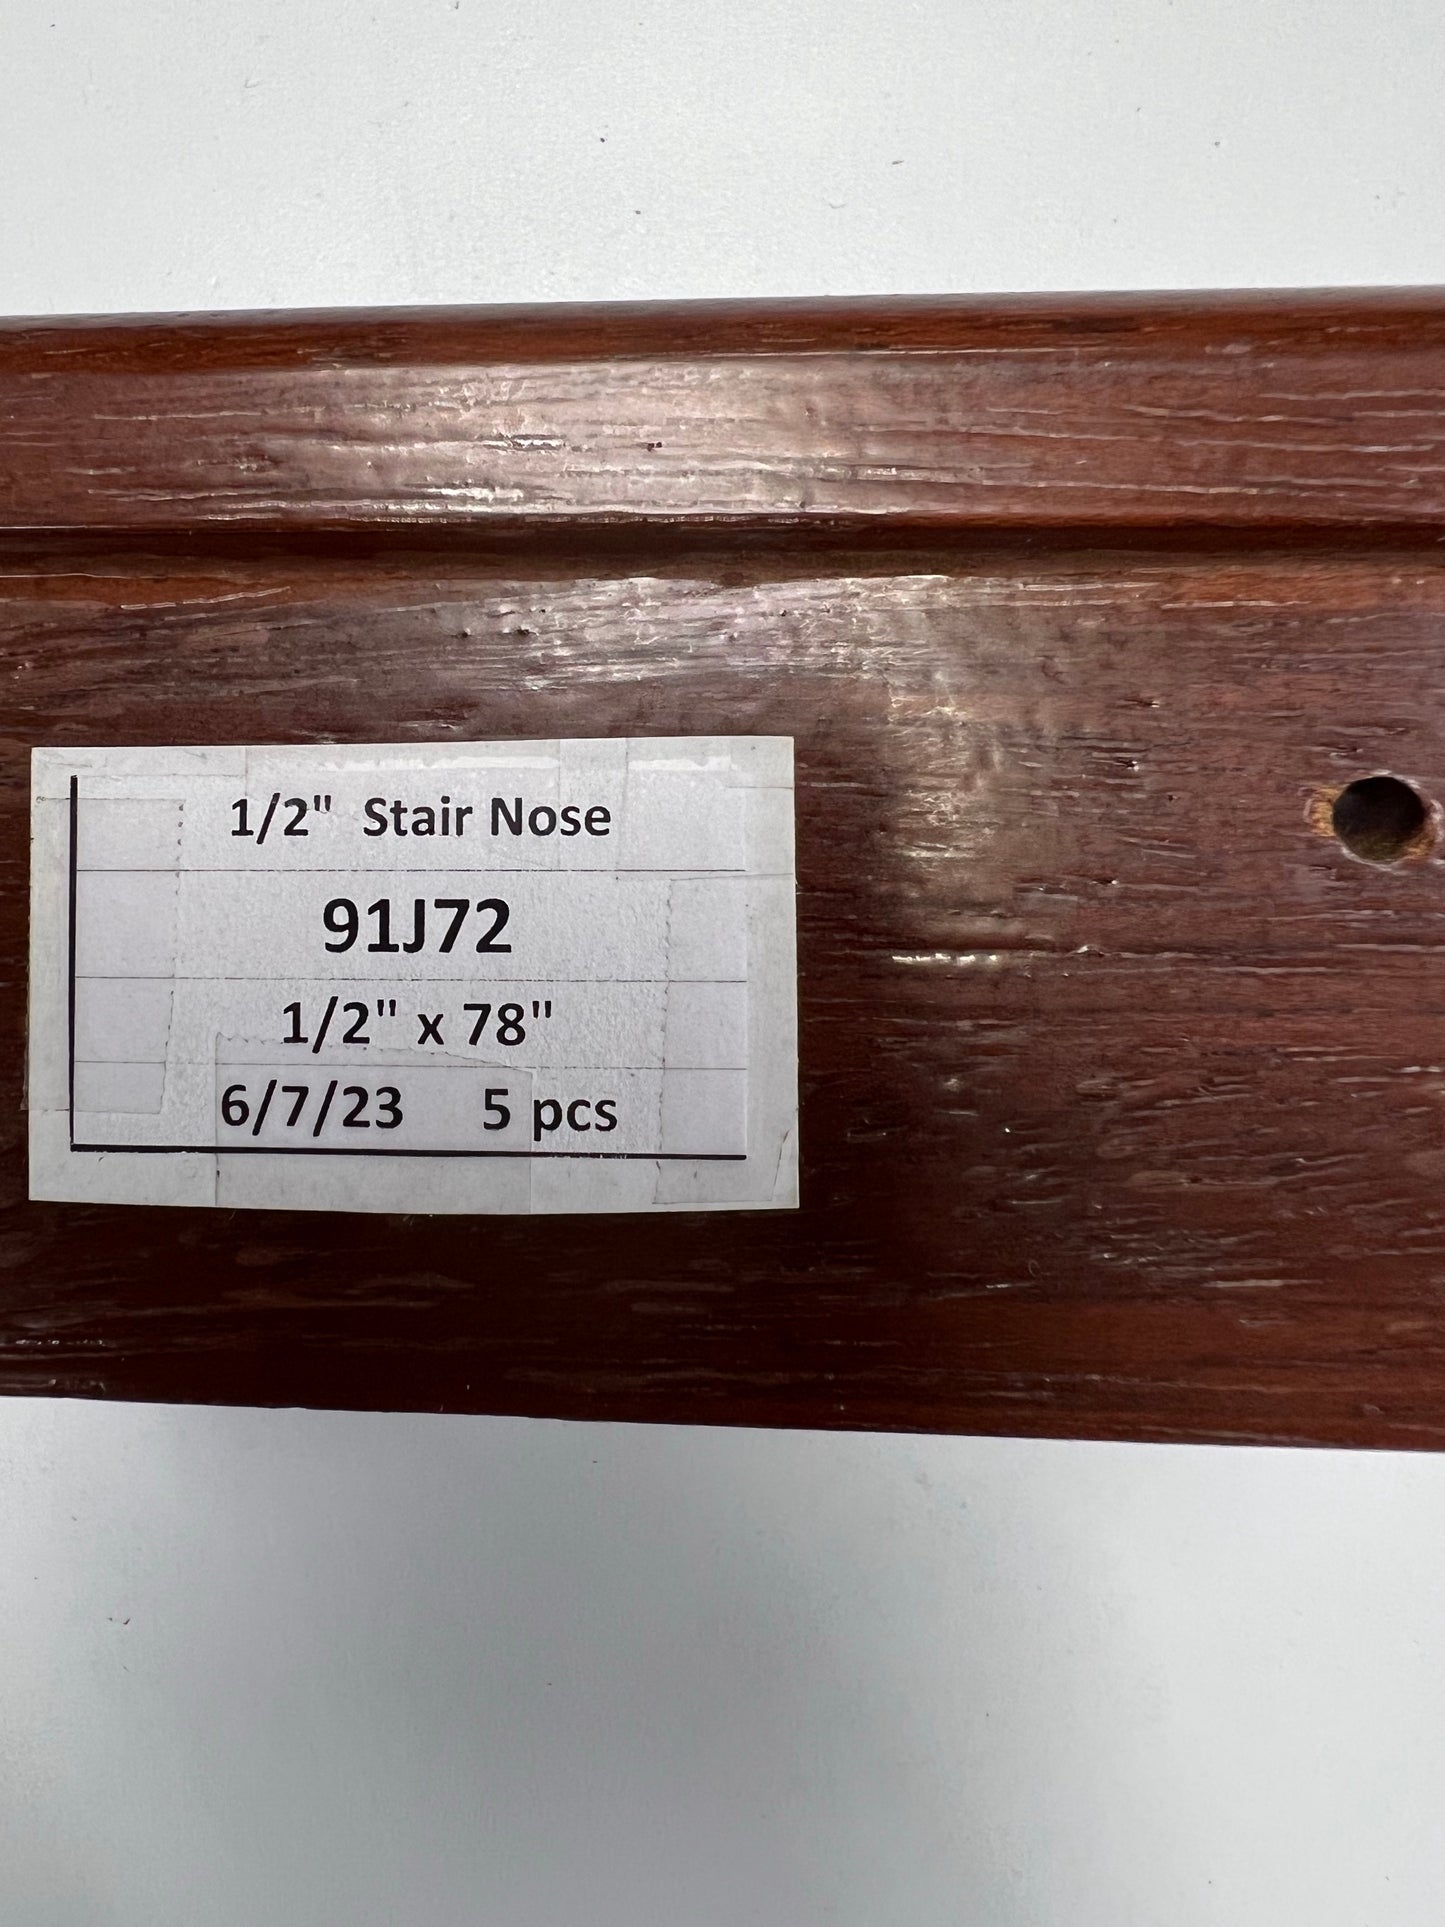 1/2" Stair Nose
91J72
1/2" x 78"
6/7/23 5 pcs